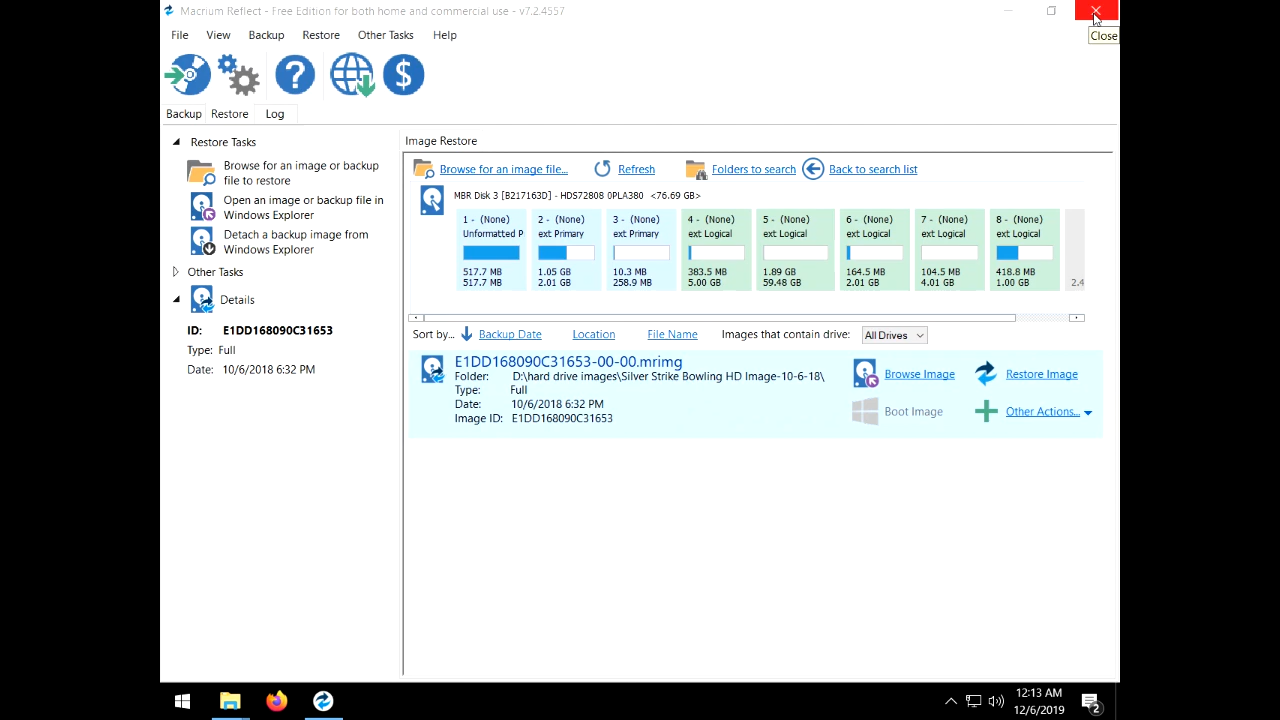 Macrium Reflect - Free Edition for both home and commercial use - v7.2.4557
Close
File View Backup Restore Other Tasks Help
Backup Restore Log
Restore Tasks
Browse for an image or backup
file to restore
Open an image or backup file in
Windows Explorer
Detach a backup image from
Windows Explorer
Other Tasks
Details
ID: E1DD168090C31653
Type: Full
Date: 10/6/2018 6:32 PM
Image Restore
Browse for an image file... Refresh Folders to search Back to search list
MBR Disk 3 [B217163D] - HDS72808 0PLA380 <76.69 GB>
1 - (None) 2 - (None) 3 - (None) 4 - (None) 5 - (None) 6 - (None) 7 - (None) 8 - (None)
Unformatted P ext Primary ext Primary ext Logical ext Logical ext Logical ext Logical ext Logical
517.7 MB 1.05 GB 10.3 MB 383.5 MB 1.89 GB 164.5 MB 104.5 MB 418.8 MB
517.7 MB 2.01 GB 258.9 MB 5.00 GB 59.48 GB 2.01 GB 4.01 GB 1.00 GB 2.4
Sort by... Backup Date Location File Name Images that contain drive: All Drives
E1DD168090C31653-00-00.mrimg
Folder: D:\hard drive images\Silver Strike Bowling HD Image-10-6-18\
Type: Full
Date: 10/6/2018 6:32 PM
Image ID: E1DD168090C31653
Browse Image Restore Image
Boot Image Other Actions...
12:13 AM
12/6/2019
2